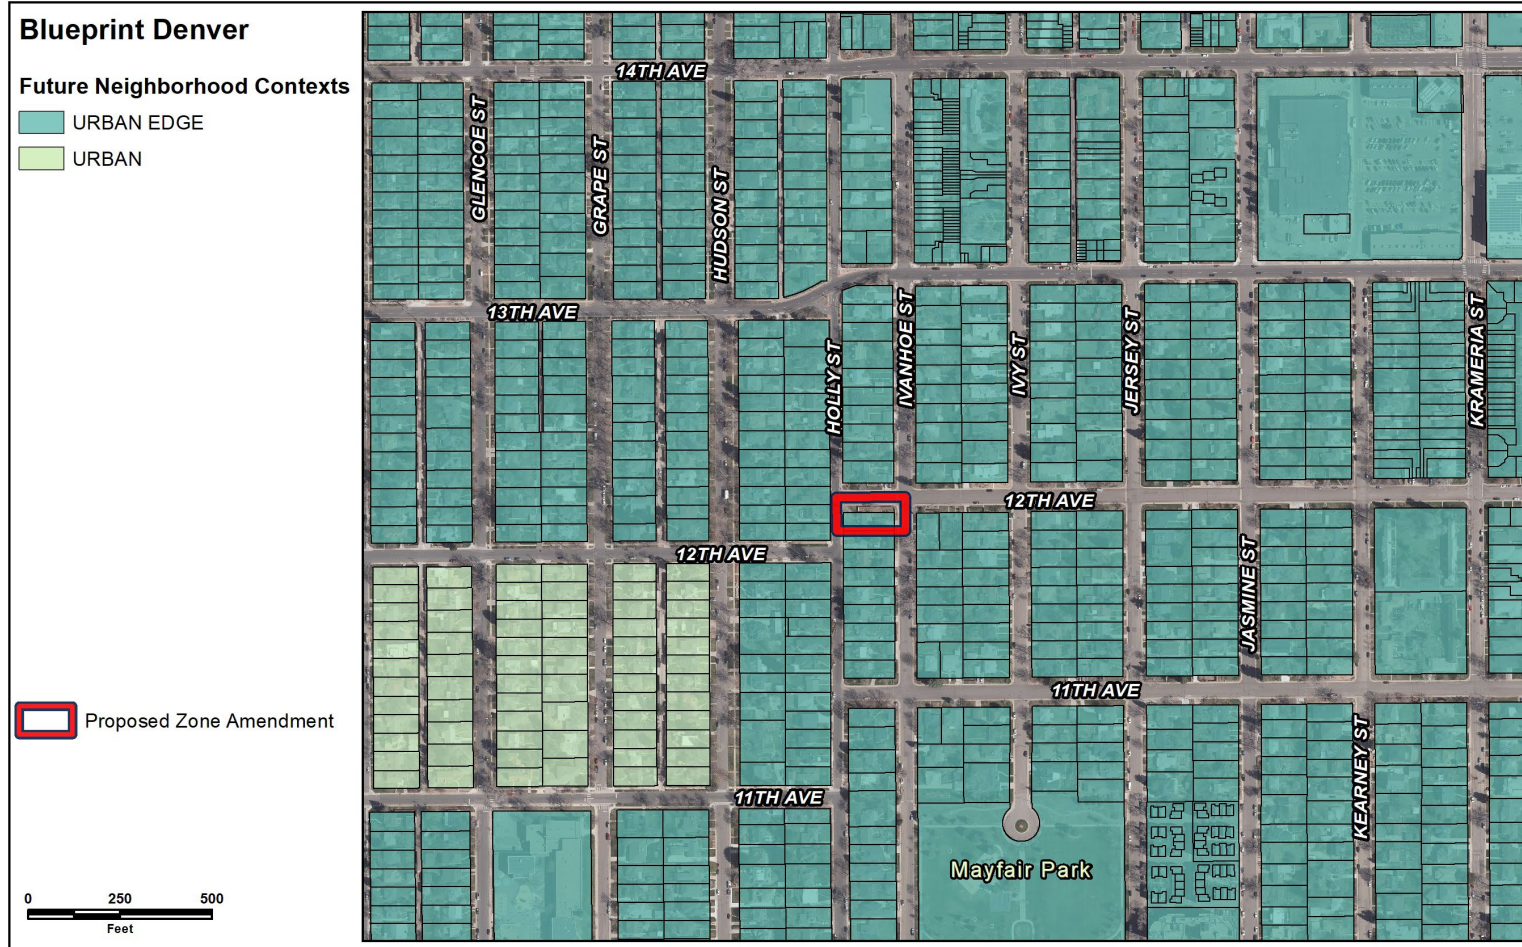 Blueprint Denver
Future Neighborhood Contexts
URBAN EDGE
URBAN
Proposed Zone Amendment
0 250 500
Feet
14TH AVE
GLENCOE ST
GRAPE ST
HUDSON ST
13TH AVE
HOLLY ST
IVANHOE ST
IVY ST
JERSEY ST
KRAMERIA ST
12TH AVE
12TH AVE
JASMINE ST
11TH AVE
11TH AVE
KEARNEY ST
Mayfair Park